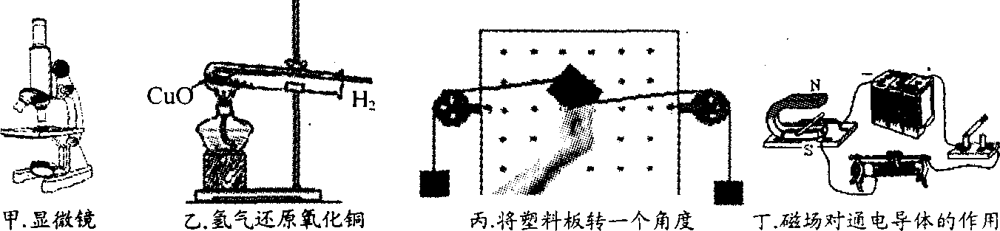 CuO
H₂
N
S
甲.显微镜
乙.氢气还原氧化铜
丙.将塑料板转一个角度
丁.磁场对通电导体的作用